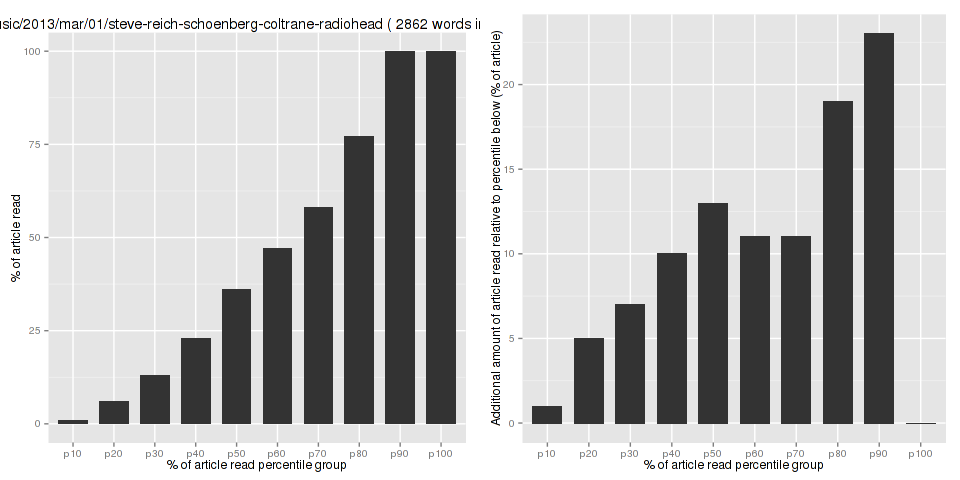 usic/2013/mar/01/steve-reich-schoenberg-coltrane-radiohead ( 2862 words i
% of article read
100
75
50
25
0
p10 p20 p30 p40 p50 p60 p70 p80 p90 p100
% of article read percentile group
Additional amount of article read relative to percentile below (% of article)
20
15
10
5
0
p10 p20 p30 p40 p50 p60 p70 p80 p90 p100
% of article read percentile group